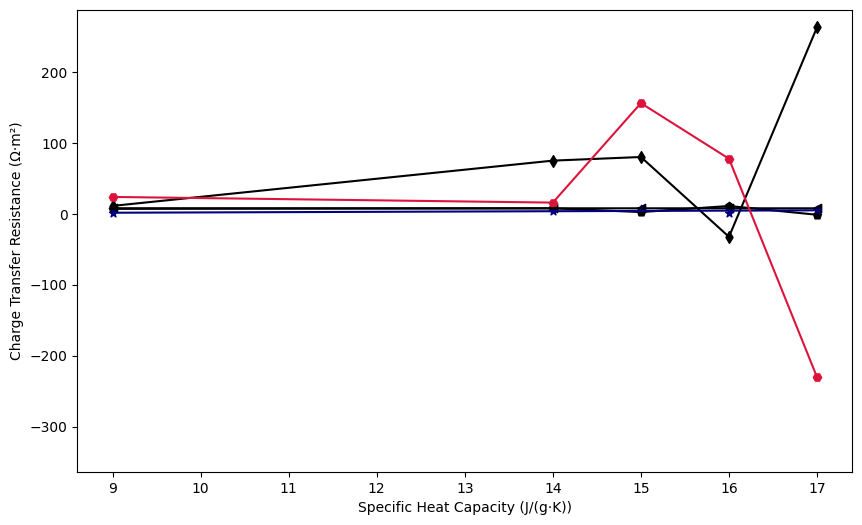 200
100
0
−100
−200
−300
Charge Transfer Resistance (Ω·m²)
9 10 11 12 13 14 15 16 17
Specific Heat Capacity (J/(g·K))